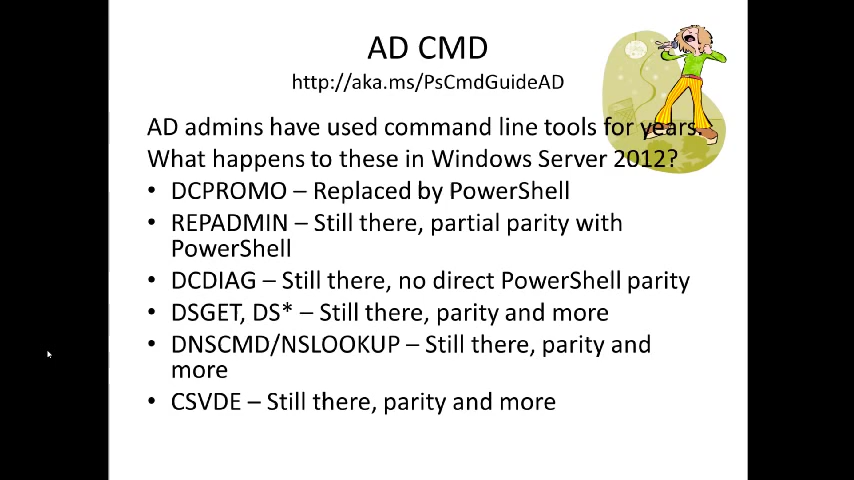 AD CMD
http://aka.ms/PsCmdGuideAD
AD admins have used command line tools for years.
What happens to these in Windows Server 2012?
• DCPROMO – Replaced by PowerShell
• REPADMIN – Still there, partial parity with
PowerShell
• DCDIAG – Still there, no direct PowerShell parity
• DSGET, DS* – Still there, parity and more
• DNSCMD/NSLOOKUP – Still there, parity and
more
• CSVDE – Still there, parity and more